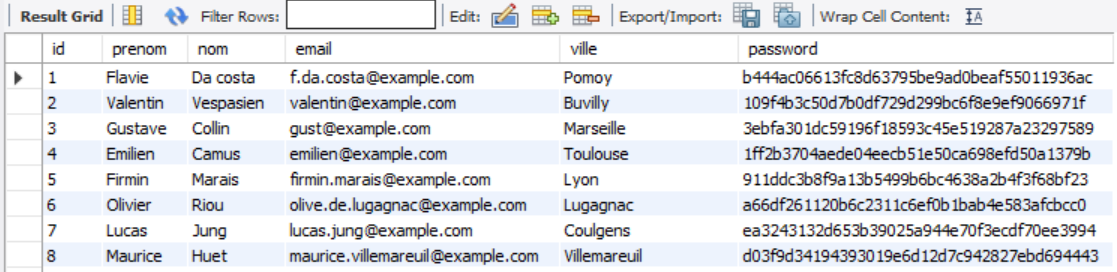 Result Grid Filter Rows: Edit: Export/Import: Wrap Cell Content: IA
id prenom nom email ville password
1 Flavie Da costa f.da.costa@example.com Pomoy b444ac06613fc8d63795be9ad0beaf55011936ac
2 Valentin Vespasien valentin@example.com Buvilly 109f4b3c50d7b0df729d299bc6f8e9ef9066971f
3 Gustave Collin gust@example.com Marseille 3ebfa301dc59196f18593c45e519287a23297589
4 Emilien Camus emilien@example.com Toulouse 1ff2b3704aede04eecb51e50ca698efd50a1379b
5 Firmin Marais firmin.marais@example.com Lyon 911ddc3b8f9a13b5499b6bc4638a2b4f3f68bf23
6 Olivier Riou olive.de.lugagnac@example.com Lugagnac a66df261120b6c2311c6ef0b1bab4e583afcbcc0
7 Lucas Jung lucas.jung@example.com Coulgens ea3243132d653b39025a944e70f3ecdf70ee3994
8 Maurice Huet maurice.villemareuil@example.com Villemareuil d03f9d34194393019e6d12d7c942827ebd694443